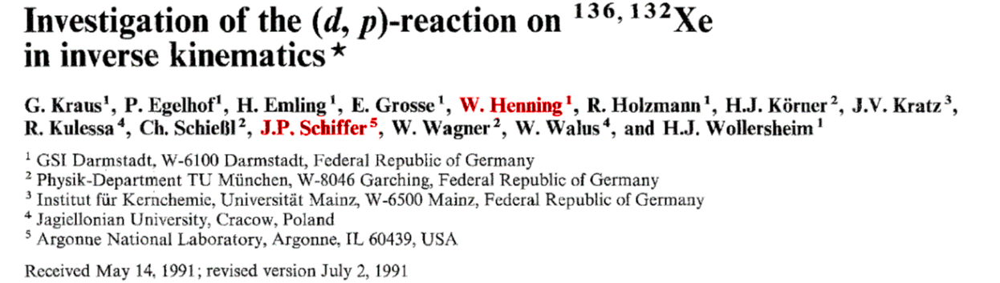 Investigation of the (d, p)-reaction on ¹³⁶,¹³²Xe
in inverse kinematics*
G. Kraus¹, P. Egelhof¹, H. Emling¹, E. Grosse¹, W. Henning¹, R. Holzmann¹, H.J. Körner², J.V. Kratz³,
R. Kulessa⁴, Ch. Schießl², J.P. Schiffer⁵, W. Wagner², W. Walus⁴, and H.J. Wollersheim¹
¹ GSI Darmstadt, W-6100 Darmstadt, Federal Republic of Germany
² Physik-Department TU München, W-8046 Garching, Federal Republic of Germany
³ Institut für Kernchemie, Universität Mainz, W-6500 Mainz, Federal Republic of Germany
⁴ Jagiellonian University, Cracow, Poland
⁵ Argonne National Laboratory, Argonne, IL 60439, USA
Received May 14, 1991; revised version July 2, 1991